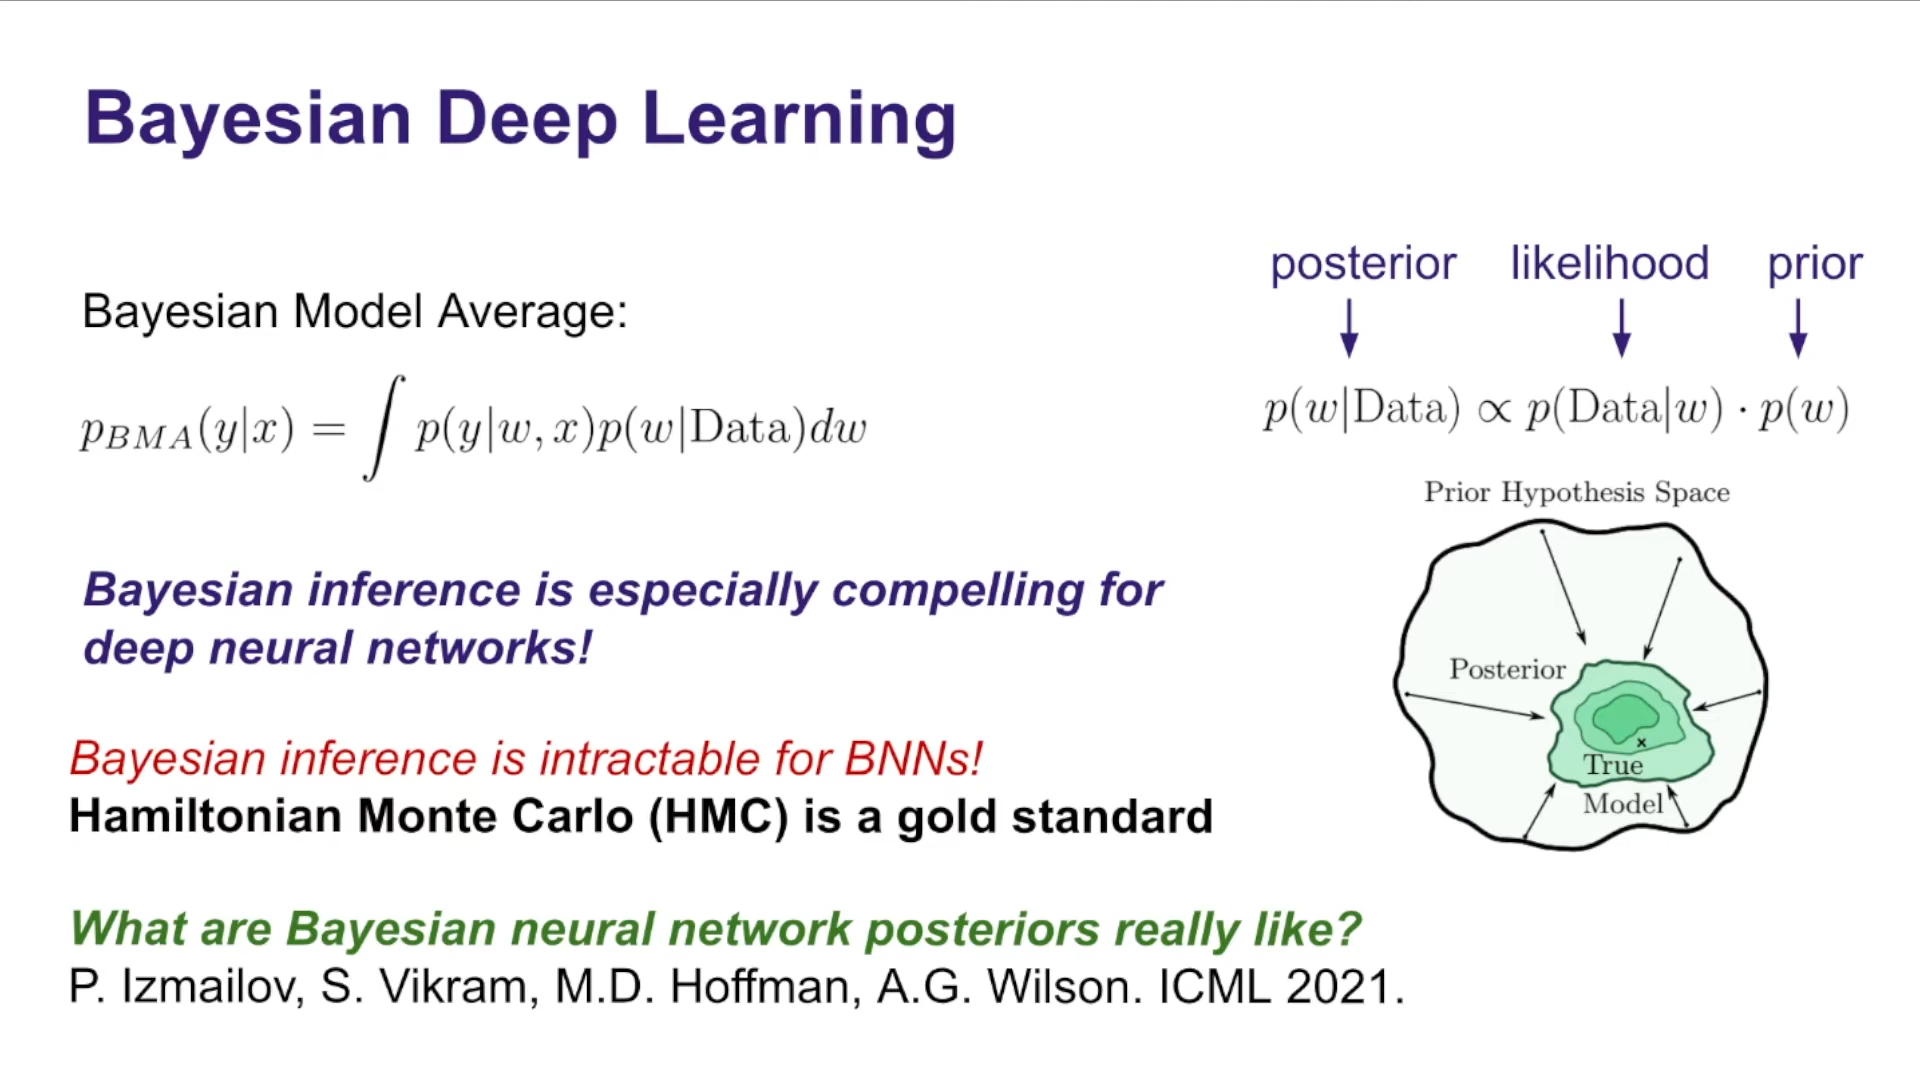 Bayesian Deep Learning
posterior likelihood prior
Bayesian Model Average:
p_{BMA}(y|x) = ∫ p(y|w, x)p(w|Data)dw
p(w|Data) ∝ p(Data|w) · p(w)
Prior Hypothesis Space
Bayesian inference is especially compelling for
deep neural networks!
Posterior
True
Model
Bayesian inference is intractable for BNNs!
Hamiltonian Monte Carlo (HMC) is a gold standard
What are Bayesian neural network posteriors really like?
P. Izmailov, S. Vikram, M.D. Hoffman, A.G. Wilson. ICML 2021.